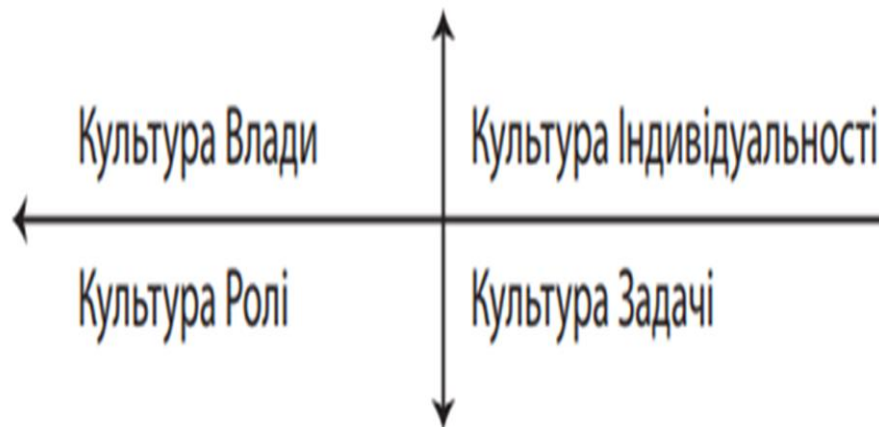 Культура Влади
Культура Індивідуальності
Культура Ролі
Культура Задачі